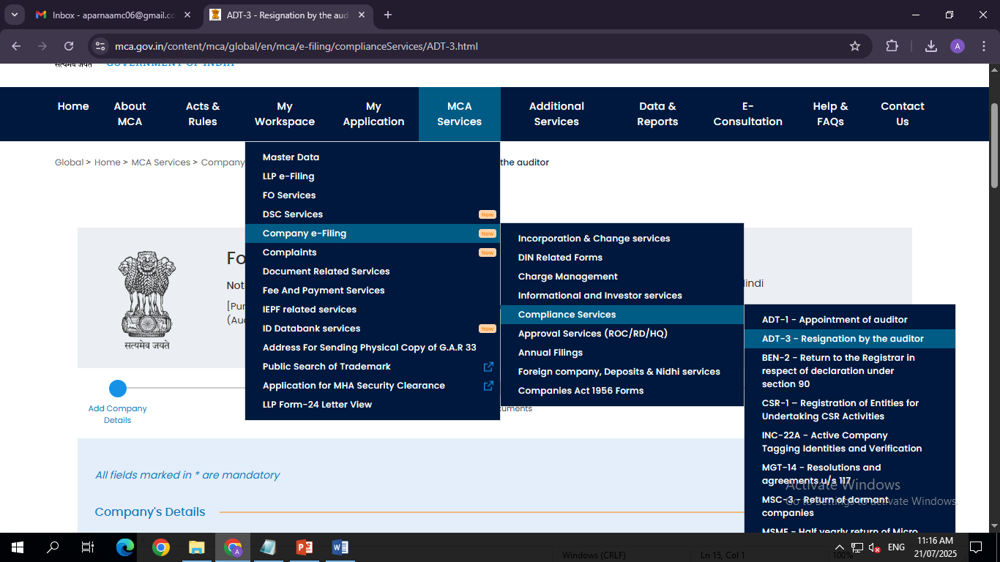 Inbox - aparnaamc06@gmail.co
ADT-3 - Resignation by the aud
mca.gov.in/content/mca/global/en/mca/e-filing/complianceServices/ADT-3.html
A
सत्यमेव जयते GOVERNMENT OF INDIA
Home
About
MCA
Acts &
Rules
My
Workspace
My
Application
MCA
Services
Additional
Services
Data &
Reports
E-
Consultation
Help &
FAQs
Contact
Us
Global > Home > MCA Services > Company
the auditor
Master Data
LLP e-Filing
FO Services
DSC Services New
Company e-Filing New
Complaints New
Document Related Services
Fee And Payment Services
IEPF related services
ID Databank services New
Address For Sending Physical Copy of G.A.R 33
Public Search of Trademark
Application for MHA Security Clearance
LLP Form-24 Letter View
Incorporation & Change services
DIN Related Forms
Charge Management
Informational and Investor services
Compliance Services
Approval Services (ROC/RD/HQ)
Annual Filings
Foreign company, Deposits & Nidhi services
Companies Act 1956 Forms
ADT-1 - Appointment of auditor
ADT-3 - Resignation by the auditor
BEN-2 - Return to the Registrar in
respect of declaration under
section 90
CSR-1 – Registration of Entities for
Undertaking CSR Activities
INC-22A - Active Company
Tagging Identities and Verification
MGT-14 - Resolutions and
agreements u/s 117
MSC-3 - Return of dormant
companies
MSME - Half yearly return of Micro
सत्यमेव जयते
Fo
Not
[Pur
(Au
lindi
Add Company
Details
cuments
All fields marked in * are mandatory
Company's Details
Activate Windows
Go to Settings to activate Windows.
Windows (CRLF)
Ln 15, Col 1
100%
ENG
11:16 AM
21/07/2025